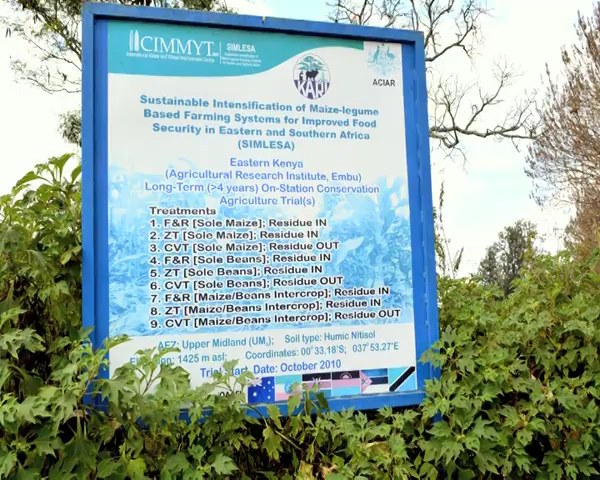 CIMMYT
SIMLESA
KARI
ACIAR
Sustainable Intensification of Maize-legume
Based Farming Systems for Improved Food
Security in Eastern and Southern Africa
(SIMLESA)
Eastern Kenya
(Agricultural Research Institute, Embu)
Long-Term (>4 years) On-Station Conservation
Agriculture Trial(s)
Treatments
1. F&R [Sole Maize]; Residue IN
2. ZT [Sole Maize]; Residue IN
3. CVT [Sole Maize]; Residue OUT
4. F&R [Sole Beans]; Residue IN
5. ZT [Sole Beans]; Residue IN
6. CVT [Sole Beans]; Residue OUT
7. F&R [Maize/Beans Intercrop]; Residue IN
8. ZT [Maize/Beans Intercrop]; Residue IN
9. CVT [Maize/Beans Intercrop]; Residue OUT
AEZ: Upper Midland (UM₃); Soil type: Humic Nitisol
1425 m asl; Coordinates: 00°33.18'S; 037°53.27'E
Trial Start Date: October 2010